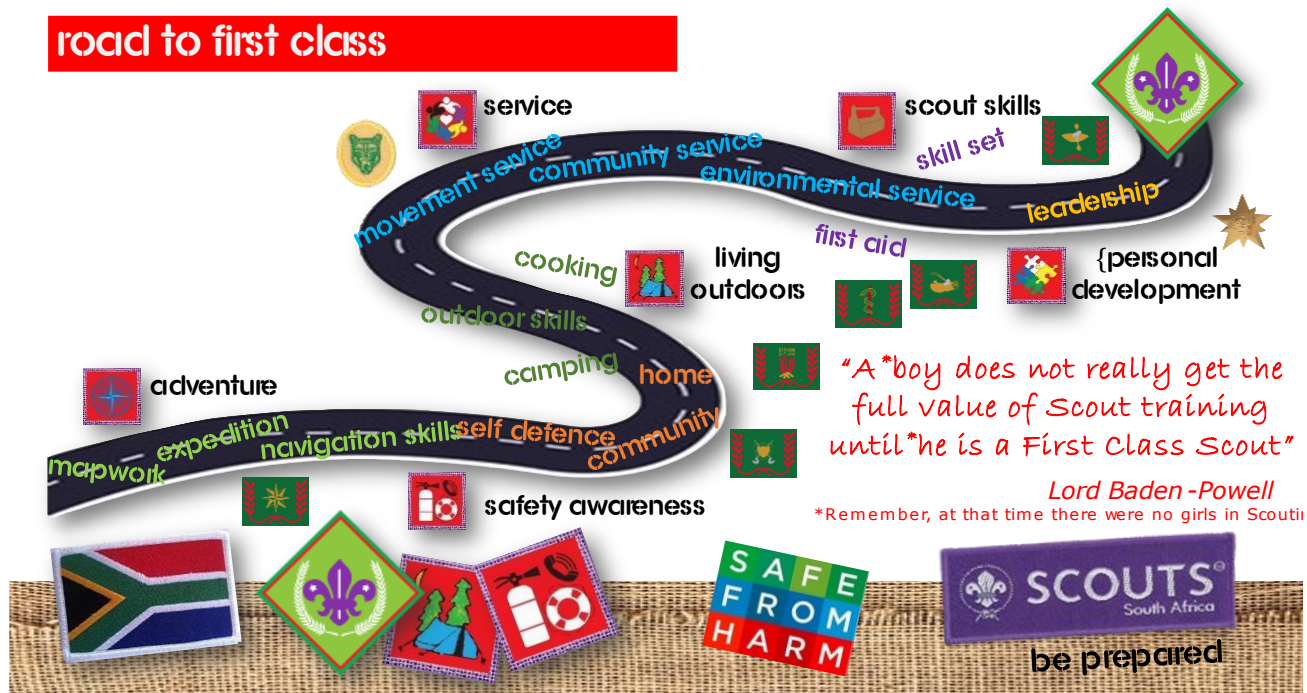 road to first class
service
scout skills
skill set
movement service
community service
environmental service
leadership
first aid
cooking
living
outdoors
{personal
development
outdoor skills
camping
home
adventure
expedition
navigation skills
self defence
community
mapwork
safety awareness
"A*boy does not really get the
full value of Scout training
until*he is a First Class Scout"
Lord Baden-Powell
*Remember, at that time there were no girls in Scoutin
SAFE
FROM
HARM
SCOUTS
South Africa
be prepared